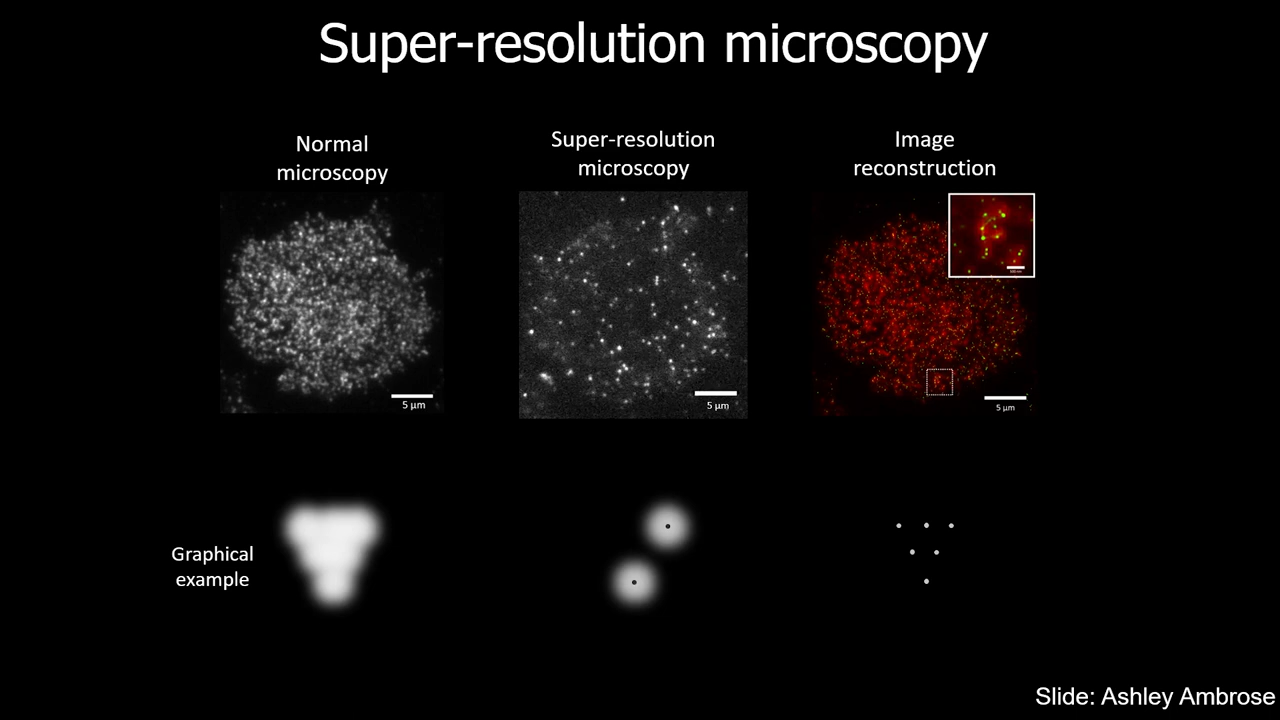 Super-resolution microscopy
Normal
microscopy
Super-resolution
microscopy
Image
reconstruction
5 µm
5 µm
5 µm
Graphical
example
Slide: Ashley Ambrose